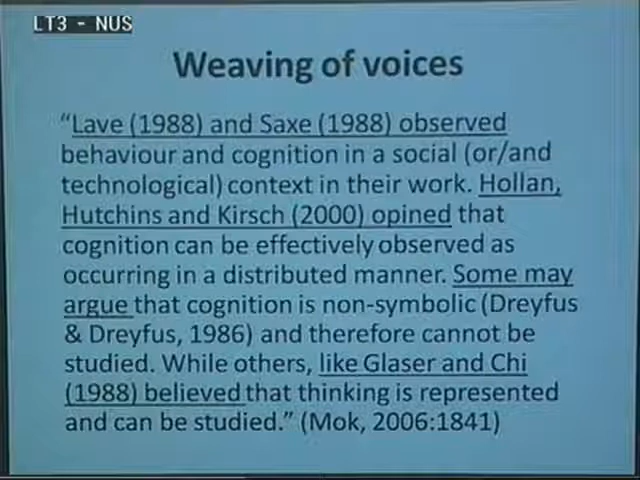 LT3 - NUS
Weaving of voices
“Lave (1988) and Saxe (1988) observed
behaviour and cognition in a social (or/and
technological) context in their work. Hollan,
Hutchins and Kirsch (2000) opined that
cognition can be effectively observed as
occurring in a distributed manner. Some may
argue that cognition is non-symbolic (Dreyfus
& Dreyfus, 1986) and therefore cannot be
studied. While others, like Glaser and Chi
(1988) believed that thinking is represented
and can be studied.” (Mok, 2006:1841)